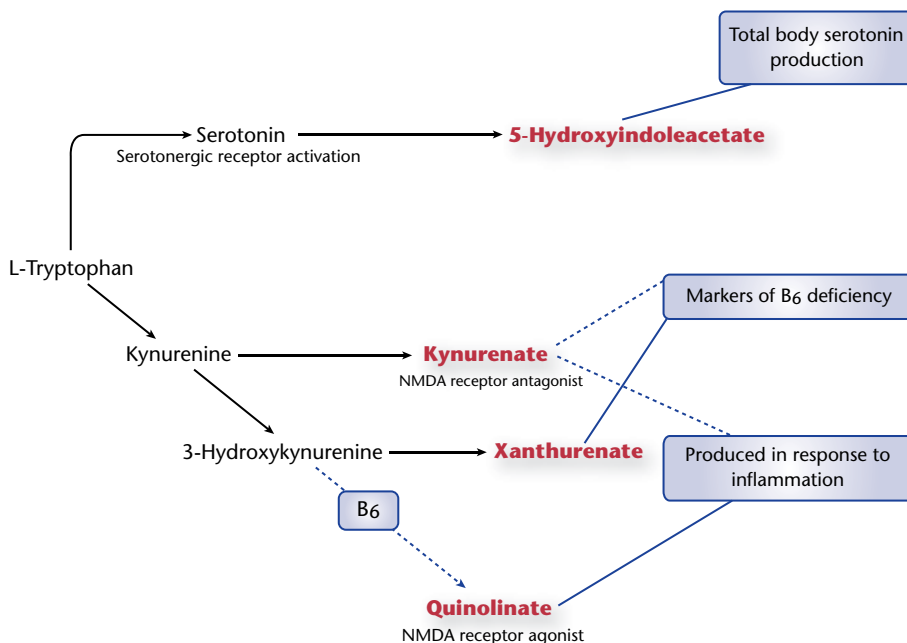 Total body serotonin
production
Serotonin
5-Hydroxyindoleacetate
Serotonergic receptor activation
L-Tryptophan
Markers of B6 deficiency
Kynurenine
Kynurenate
NMDA receptor antagonist
3-Hydroxykynurenine
Xanthurenate
Produced in response to
inflammation
B6
Quinolinate
NMDA receptor agonist